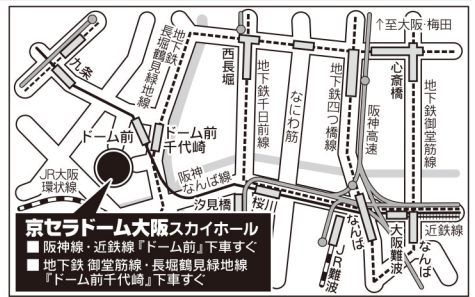 ↑至大阪・梅田
地下鉄
長堀鶴見緑地線
九条
西長堀
心斎橋
地下鉄千日前線
なにわ筋
地下鉄四つ橋線
阪神高速
地下鉄御堂筋線
ドーム前
ドーム前
千代崎
JR大阪
環状線
阪神
なんば線
汐見橋
桜川
JR難波
なんば
大阪難波
なんば
近鉄線
京セラドーム大阪スカイホール
■ 阪神線・近鉄線『ドーム前』下車すぐ
■ 地下鉄 御堂筋線・長堀鶴見緑地線
『ドーム前千代崎』下車すぐ